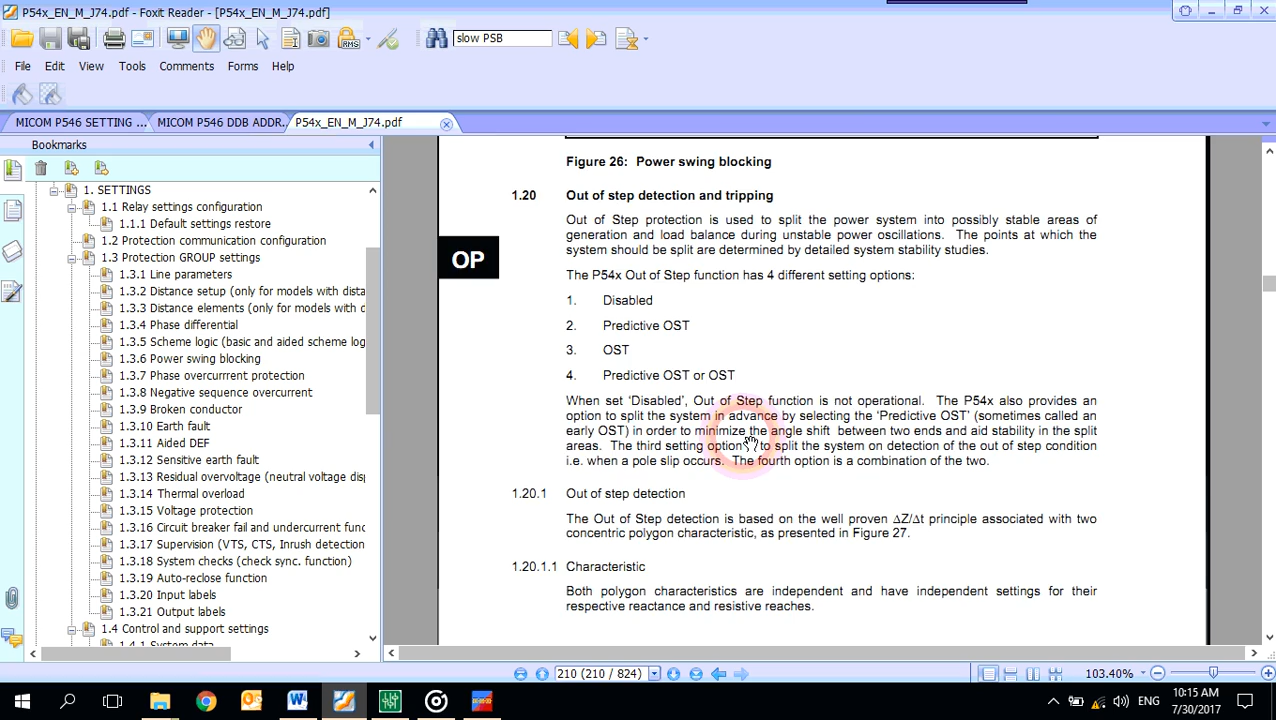 P54x_EN_M_J74.pdf - Foxit Reader - [P54x_EN_M_J74.pdf]
RMS
slow PSB
File Edit View Tools Comments Forms Help
MICOM P546 SETTING ... MICOM P546 DDB ADDR... P54x_EN_M_J74.pdf
Bookmarks
1. SETTINGS
1.1 Relay settings configuration
1.1.1 Default settings restore
1.2 Protection communication configuration
1.3 Protection GROUP settings
1.3.1 Line parameters
1.3.2 Distance setup (only for models with dista
1.3.3 Distance elements (only for models with d
1.3.4 Phase differential
1.3.5 Scheme logic (basic and aided scheme log
1.3.6 Power swing blocking
1.3.7 Phase overcurrrent protection
1.3.8 Negative sequence overcurrent
1.3.9 Broken conductor
1.3.10 Earth fault
1.3.11 Aided DEF
1.3.12 Sensitive earth fault
1.3.13 Residual overvoltage (neutral voltage disp
1.3.14 Thermal overload
1.3.15 Voltage protection
1.3.16 Circuit breaker fail and undercurrent func
1.3.17 Supervision (VTS, CTS, Inrush detection
1.3.18 System checks (check sync. function)
1.3.19 Auto-reclose function
1.3.20 Input labels
1.3.21 Output labels
1.4 Control and support settings
1.4.1 System data
Figure 26: Power swing blocking
1.20 Out of step detection and tripping
Out of Step protection is used to split the power system into possibly stable areas of
generation and load balance during unstable power oscillations. The points at which the
system should be split are determined by detailed system stability studies.
OP
The P54x Out of Step function has 4 different setting options:
1. Disabled
2. Predictive OST
3. OST
4. Predictive OST or OST
When set 'Disabled', Out of Step function is not operational. The P54x also provides an
option to split the system in advance by selecting the 'Predictive OST' (sometimes called an
early OST) in order to minimize the angle shift between two ends and aid stability in the split
areas. The third setting option to split the system on detection of the out of step condition
i.e. when a pole slip occurs. The fourth option is a combination of the two.
1.20.1 Out of step detection
The Out of Step detection is based on the well proven ΔZ/Δt principle associated with two
concentric polygon characteristic, as presented in Figure 27.
1.20.1.1 Characteristic
Both polygon characteristics are independent and have independent settings for their
respective reactance and resistive reaches.
210 (210 / 824)
103.40%
ENG
10:15 AM
7/30/2017